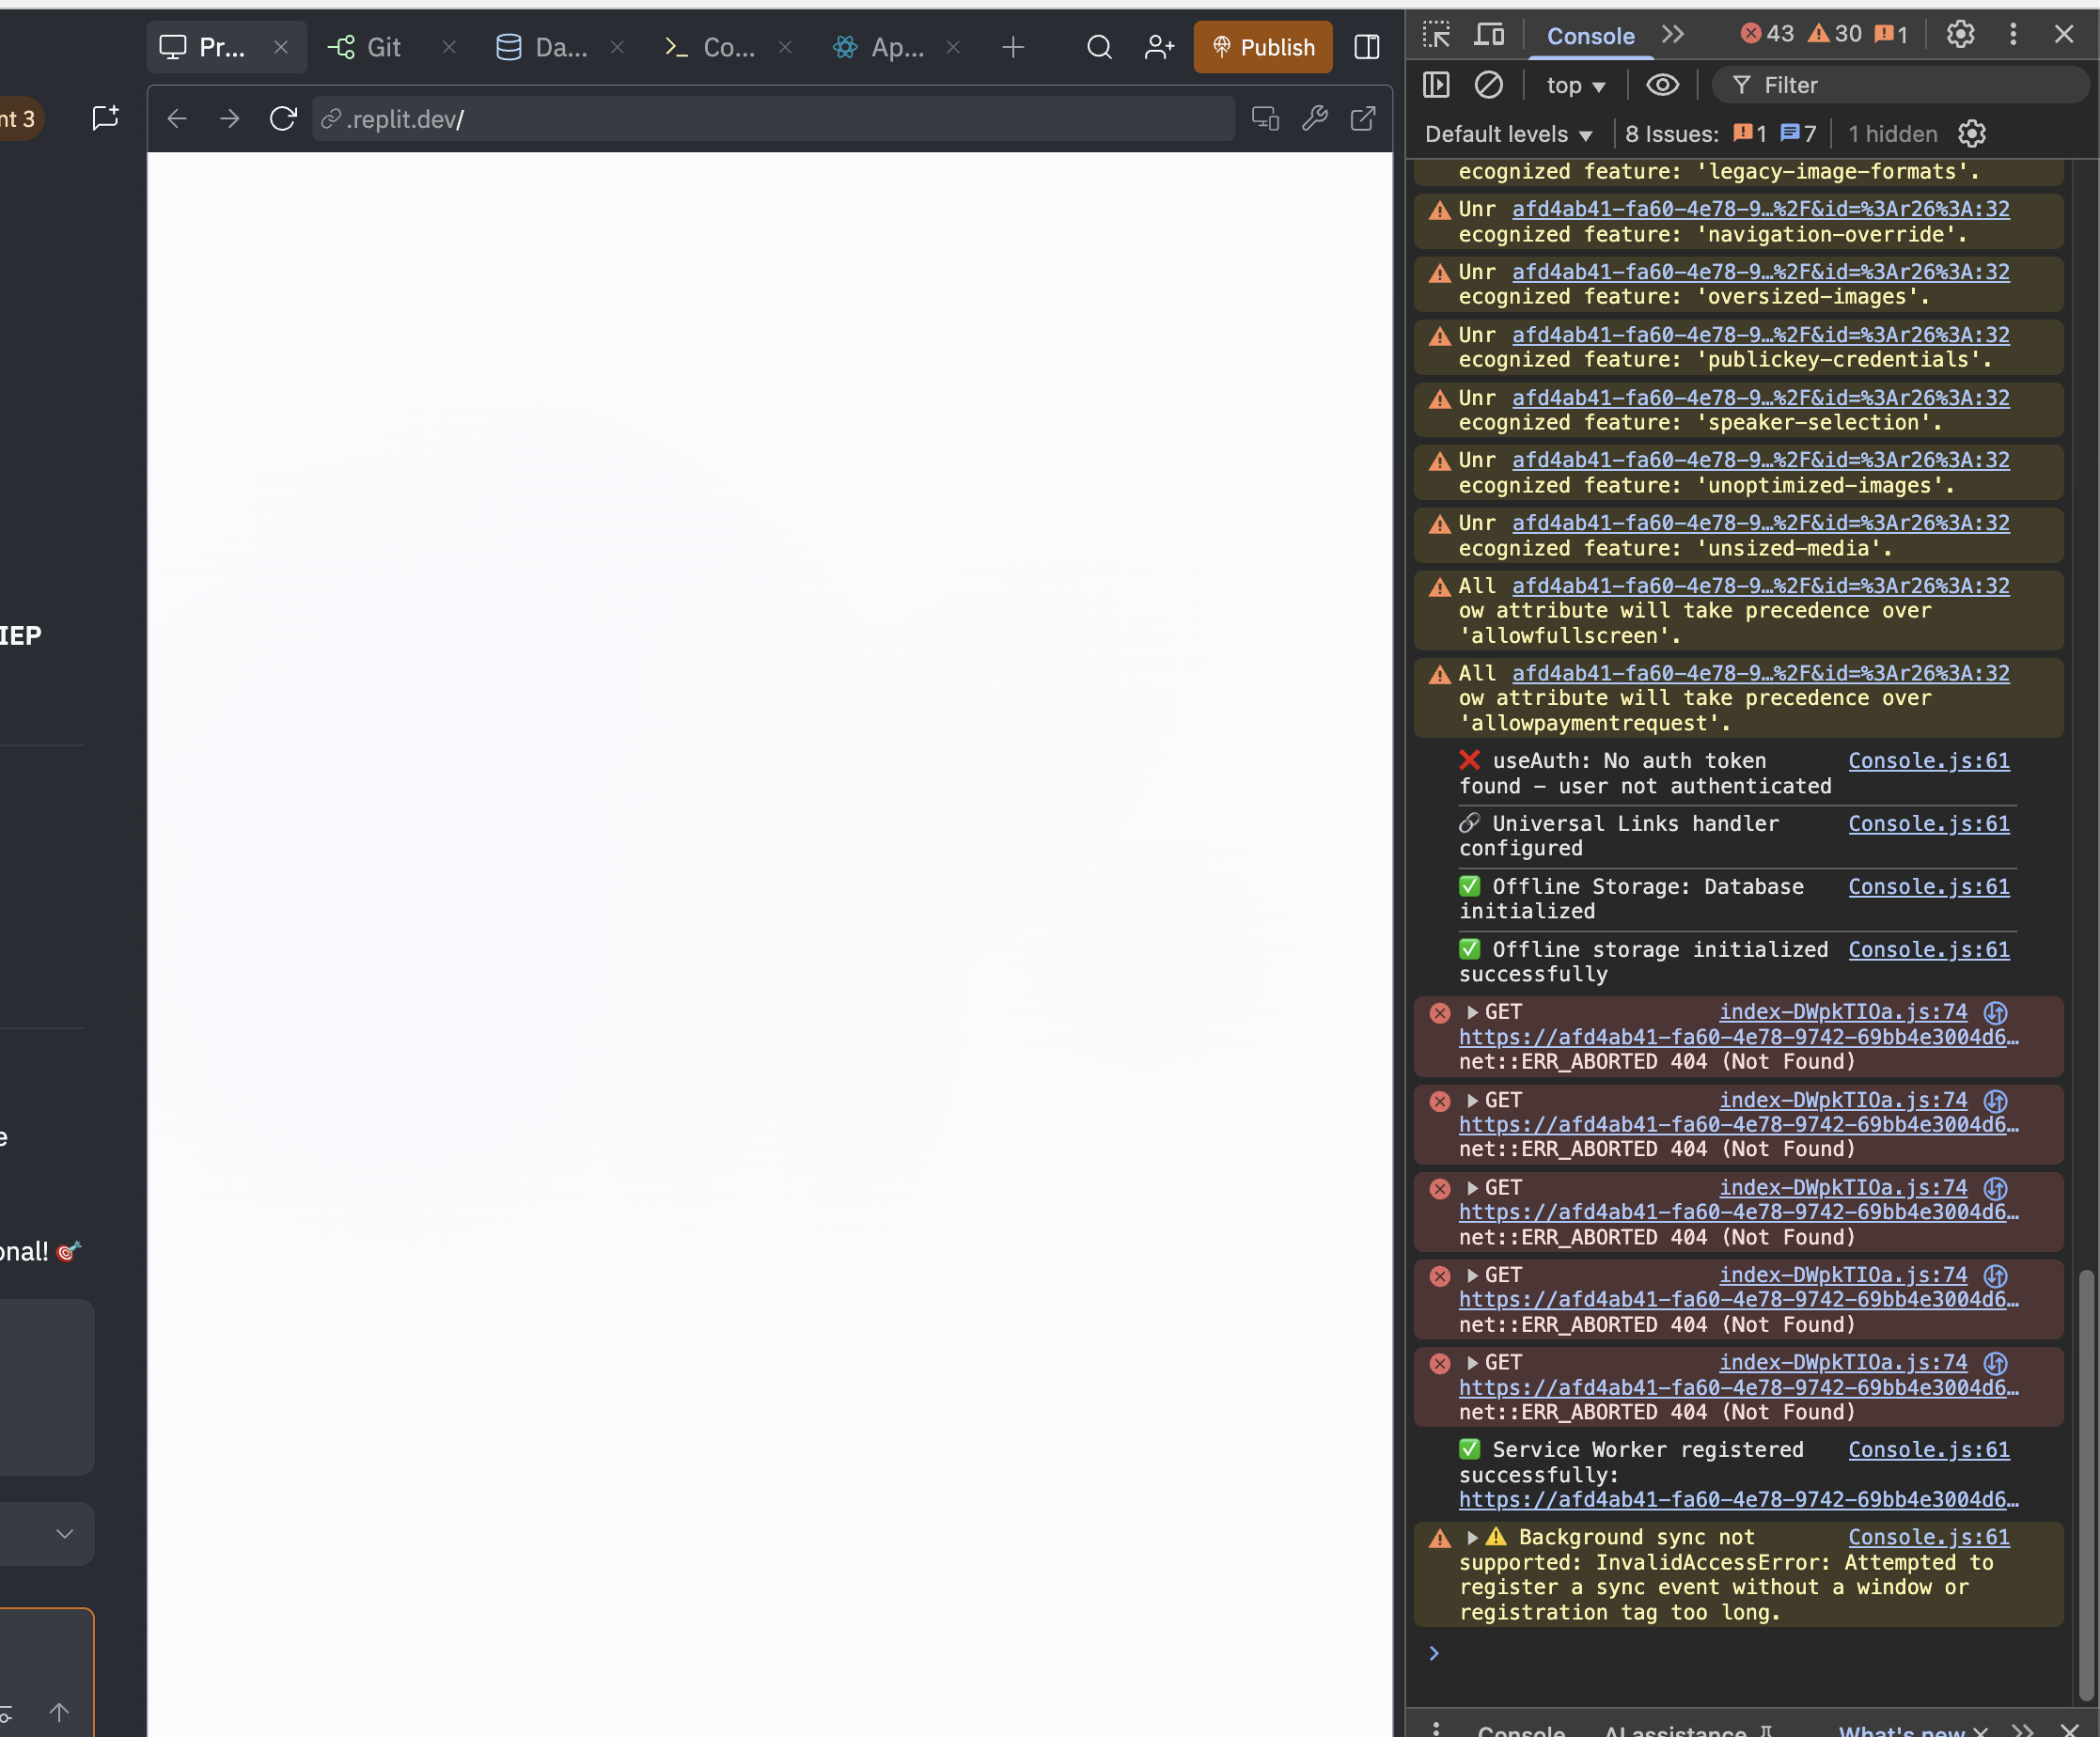 Pr...
Git
Da...
Co...
Ap...
Publish
Console
43
30
1
nt 3
.replit.dev/
top
Filter
Default levels
8 Issues:
1
7
1 hidden
ecognized feature: 'legacy-image-formats'.
Unr afd4ab41-fa60-4e78-9…%2F&id=%3Ar26%3A:32
ecognized feature: 'navigation-override'.
Unr afd4ab41-fa60-4e78-9…%2F&id=%3Ar26%3A:32
ecognized feature: 'oversized-images'.
Unr afd4ab41-fa60-4e78-9…%2F&id=%3Ar26%3A:32
ecognized feature: 'publickey-credentials'.
Unr afd4ab41-fa60-4e78-9…%2F&id=%3Ar26%3A:32
ecognized feature: 'speaker-selection'.
Unr afd4ab41-fa60-4e78-9…%2F&id=%3Ar26%3A:32
ecognized feature: 'unoptimized-images'.
Unr afd4ab41-fa60-4e78-9…%2F&id=%3Ar26%3A:32
ecognized feature: 'unsized-media'.
All afd4ab41-fa60-4e78-9…%2F&id=%3Ar26%3A:32
ow attribute will take precedence over
'allowfullscreen'.
All afd4ab41-fa60-4e78-9…%2F&id=%3Ar26%3A:32
ow attribute will take precedence over
'allowpaymentrequest'.
❌ useAuth: No auth token Console.js:61
found – user not authenticated
🔗 Universal Links handler Console.js:61
configured
✅ Offline Storage: Database Console.js:61
initialized
✅ Offline storage initialized Console.js:61
successfully
GET index-DWpkTIOa.js:74
https://afd4ab41-fa60-4e78-9742-69bb4e3004d6…
net::ERR_ABORTED 404 (Not Found)
GET index-DWpkTIOa.js:74
https://afd4ab41-fa60-4e78-9742-69bb4e3004d6…
net::ERR_ABORTED 404 (Not Found)
GET index-DWpkTIOa.js:74
https://afd4ab41-fa60-4e78-9742-69bb4e3004d6…
net::ERR_ABORTED 404 (Not Found)
GET index-DWpkTIOa.js:74
https://afd4ab41-fa60-4e78-9742-69bb4e3004d6…
net::ERR_ABORTED 404 (Not Found)
GET index-DWpkTIOa.js:74
https://afd4ab41-fa60-4e78-9742-69bb4e3004d6…
net::ERR_ABORTED 404 (Not Found)
✅ Service Worker registered Console.js:61
successfully:
https://afd4ab41-fa60-4e78-9742-69bb4e3004d6…
⚠️ Background sync not Console.js:61
supported: InvalidAccessError: Attempted to
register a sync event without a window or
registration tag too long.
IEP
e
onal! 🎯
Console
AI assistance
What's new